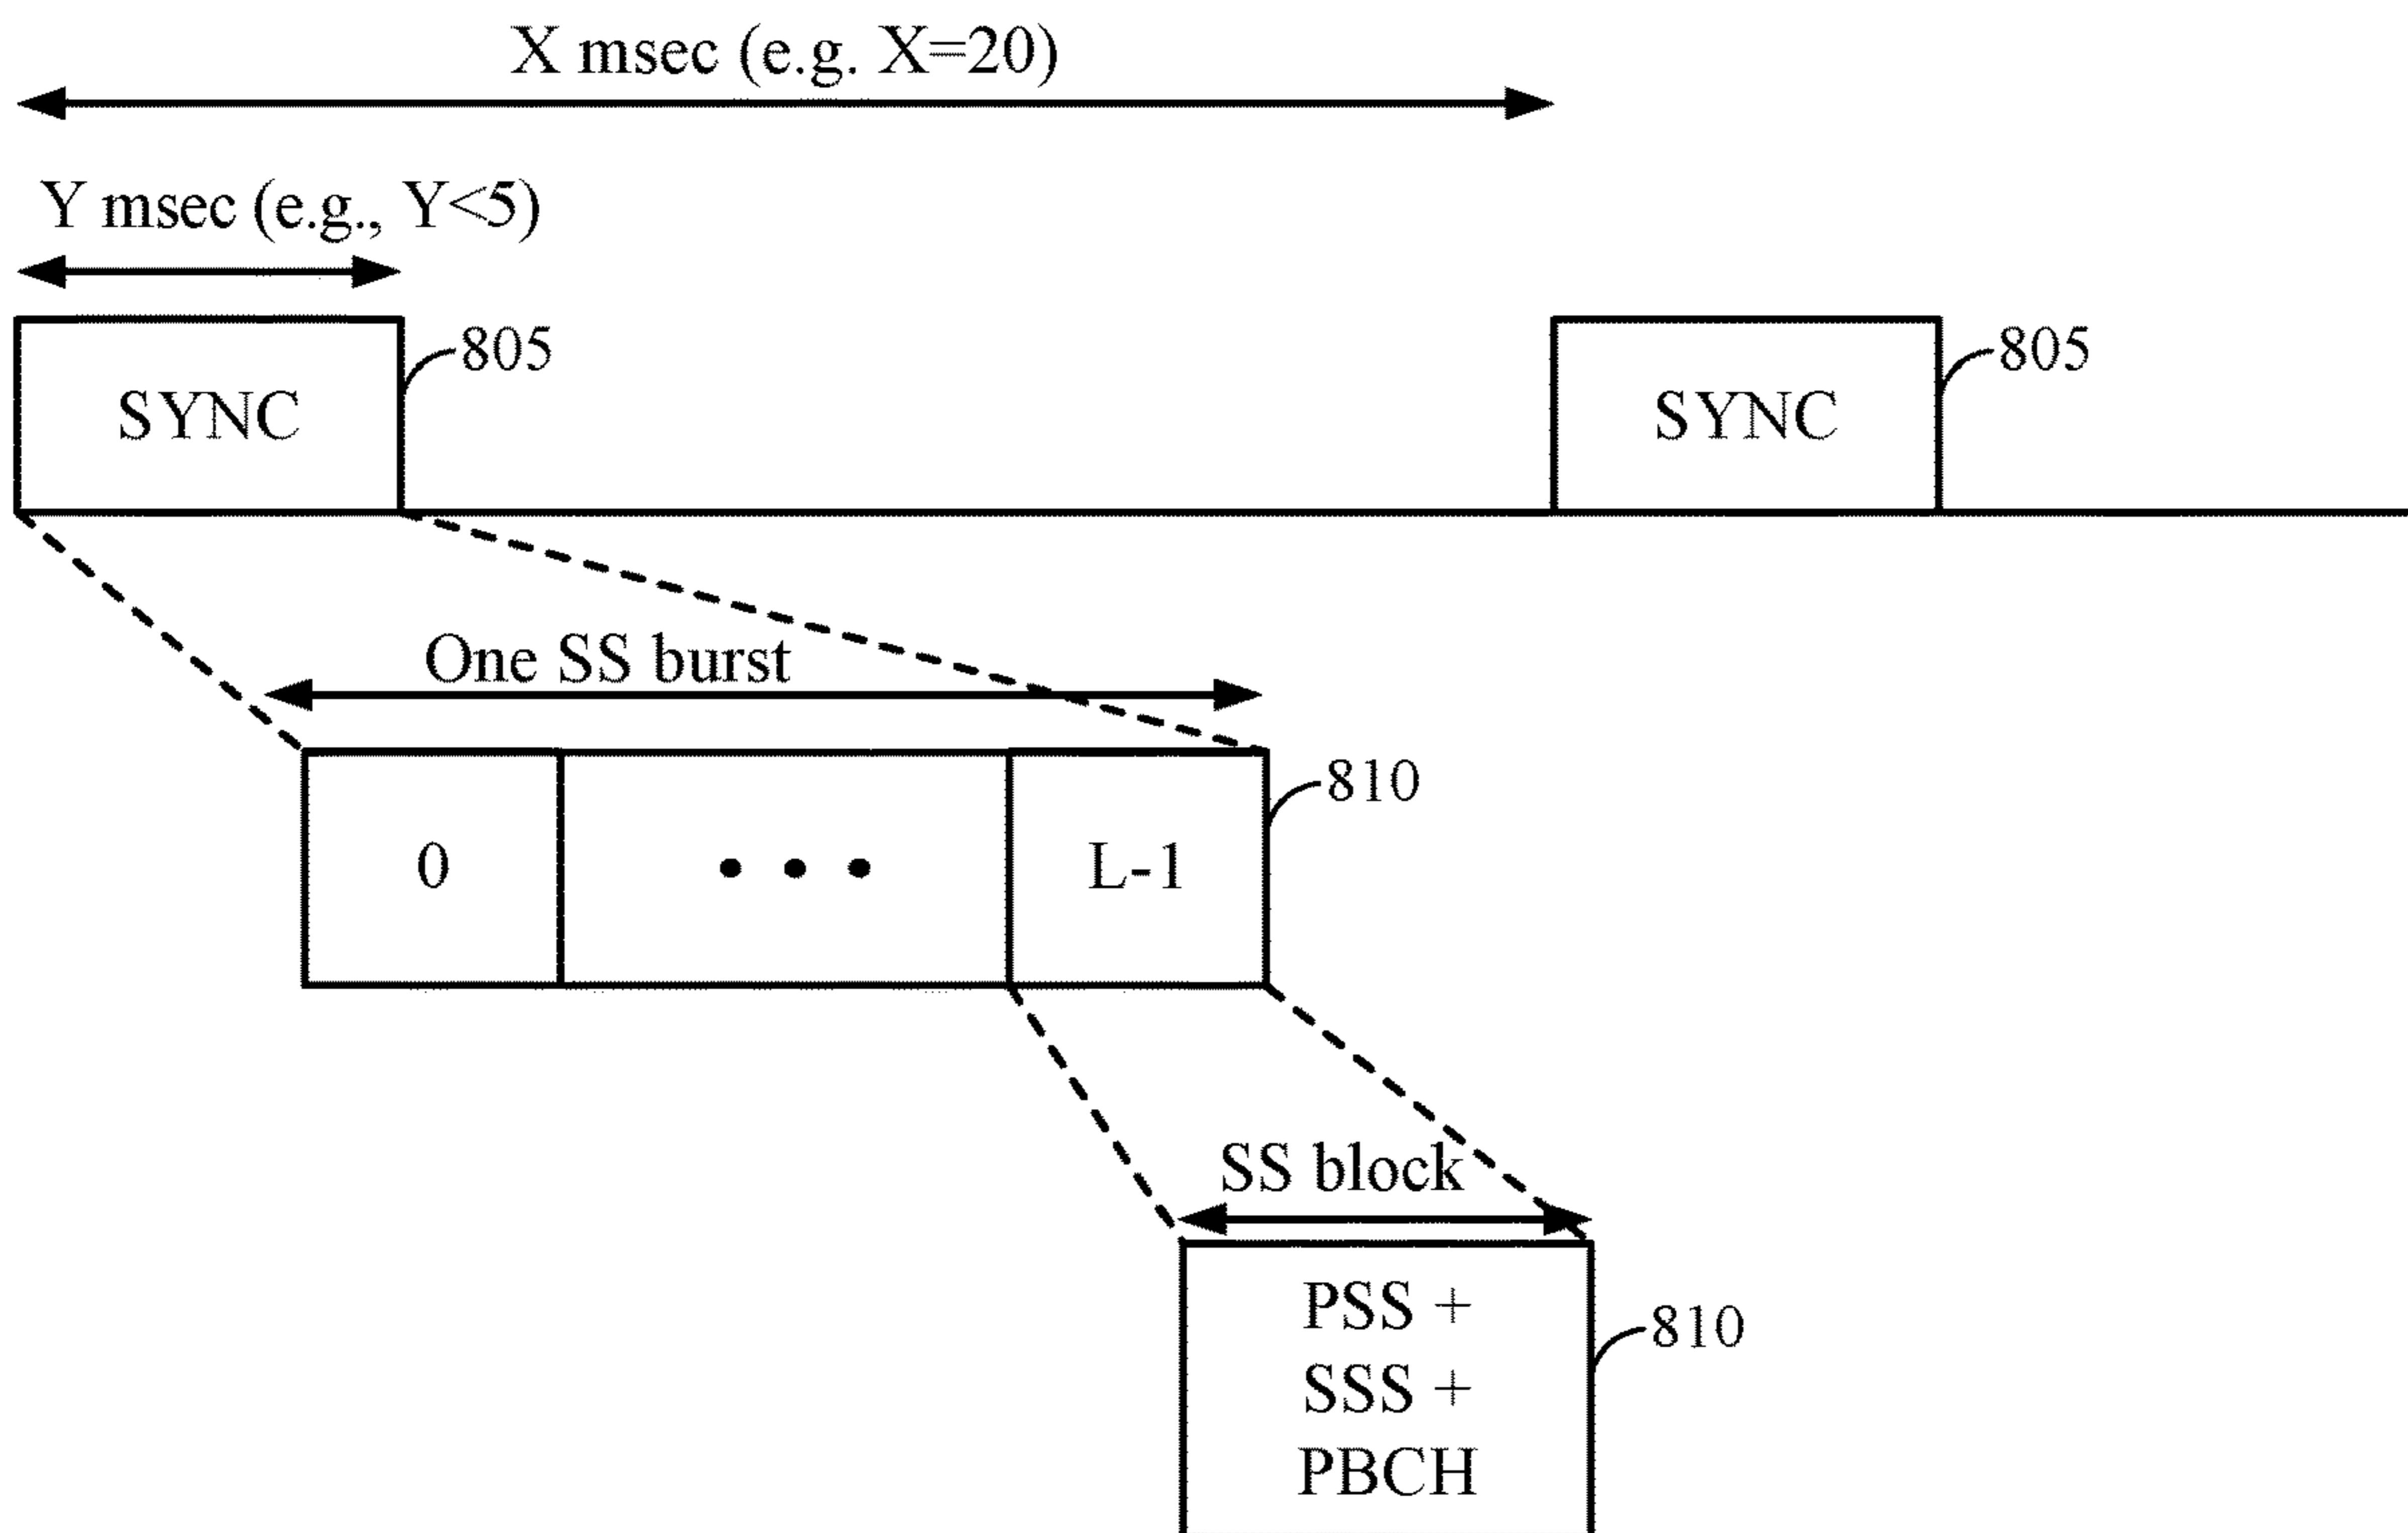 X msec (e.g. X=20)
Y msec (e.g., Y<5)
SYNC
805
SYNC
805
One SS burst
0
L-1
810
SS block
PSS +
SSS +
PBCH
810